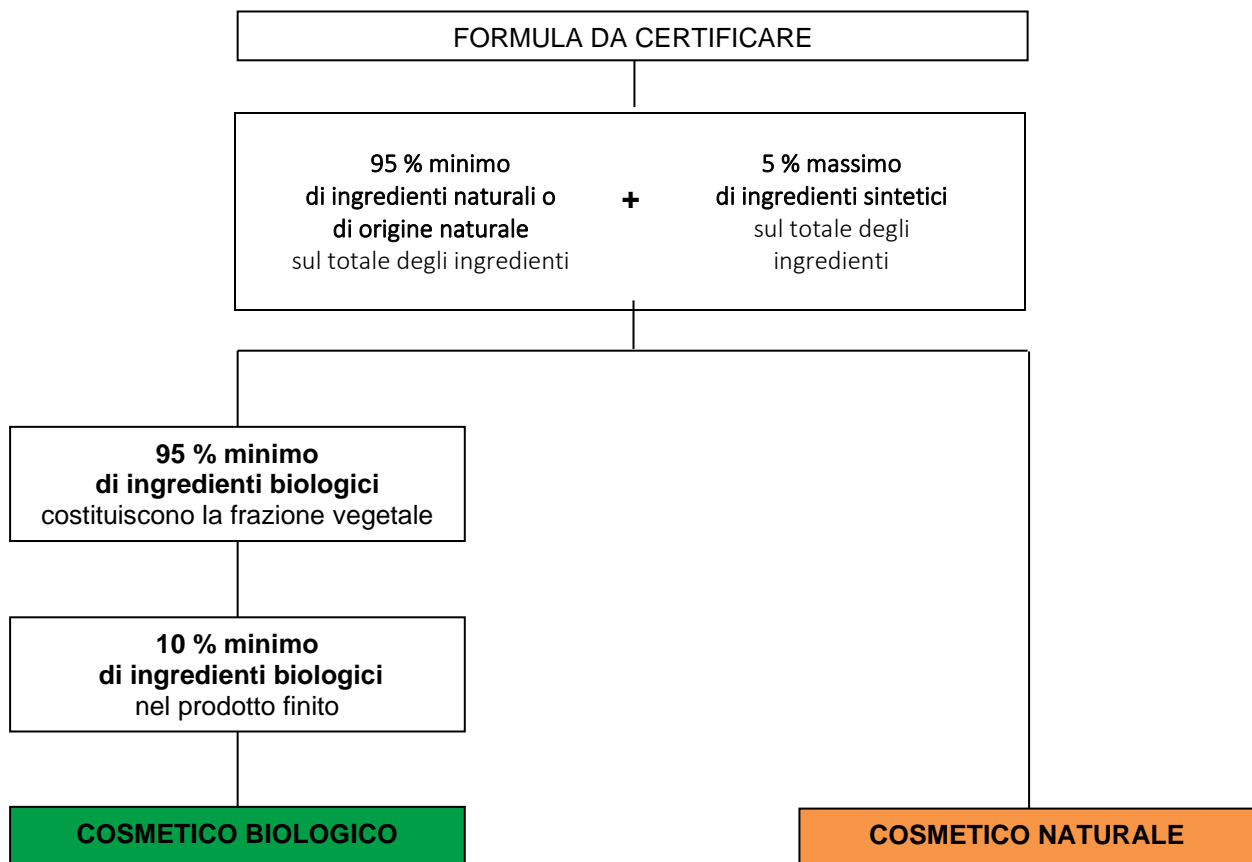 FORMULA DA CERTIFICARE
95 % minimo
di ingredienti naturali o
di origine naturale
sul totale degli ingredienti
+
5 % massimo
di ingredienti sintetici
sul totale degli
ingredienti
95 % minimo
di ingredienti biologici
costituiscono la frazione vegetale
10 % minimo
di ingredienti biologici
nel prodotto finito
COSMETICO BIOLOGICO
COSMETICO NATURALE